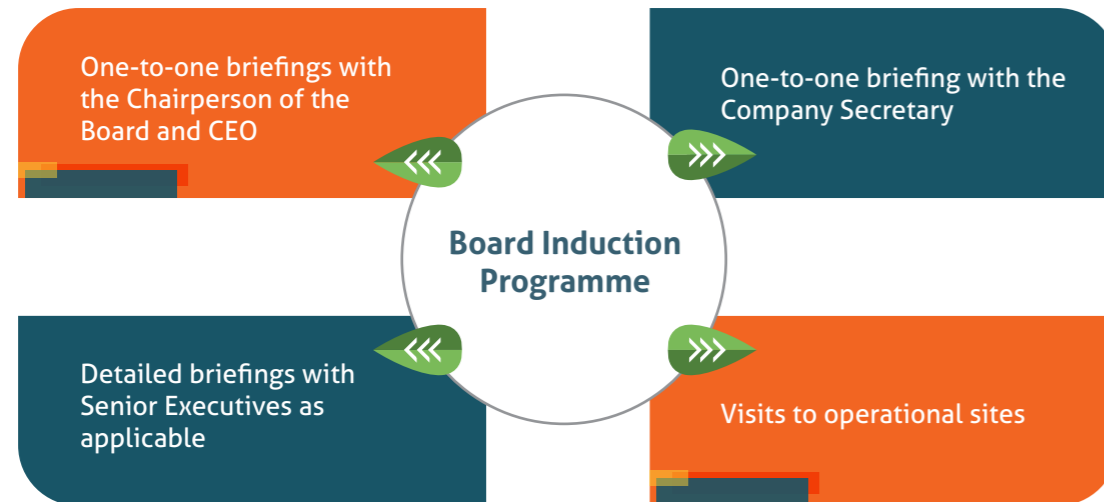 One-to-one briefings with
the Chairperson of the
Board and CEO
One-to-one briefing with the
Company Secretary
Board Induction
Programme
Detailed briefings with
Senior Executives as
applicable
Visits to operational sites